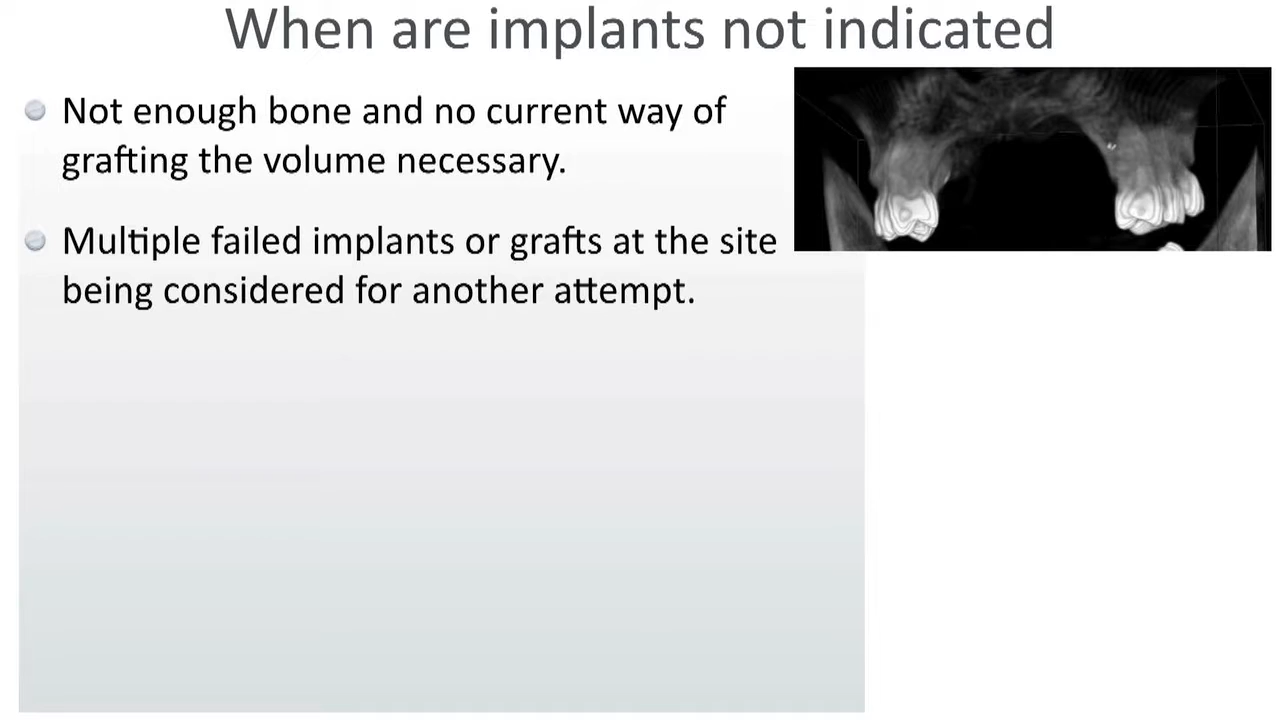 When are implants not indicated
Not enough bone and no current way of
grafting the volume necessary.
Multiple failed implants or grafts at the site
being considered for another attempt.